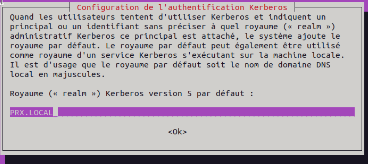 Configuration de l'authentification Kerberos
Quand les utilisateurs tentent d'utiliser Kerberos et indiquent un
principal ou un identifiant sans préciser à quel royaume (« realm »)
administratif Kerberos ce principal est attaché, le système ajoute le
royaume par défaut. Le royaume par défaut peut également être utilisé
comme royaume d'un service Kerberos s'exécutant sur la machine locale.
Il est d'usage que le royaume par défaut soit le nom de domaine DNS
local en majuscules.
Royaume (« realm ») Kerberos version 5 par défaut :
PRX.LOCAL
<Ok>